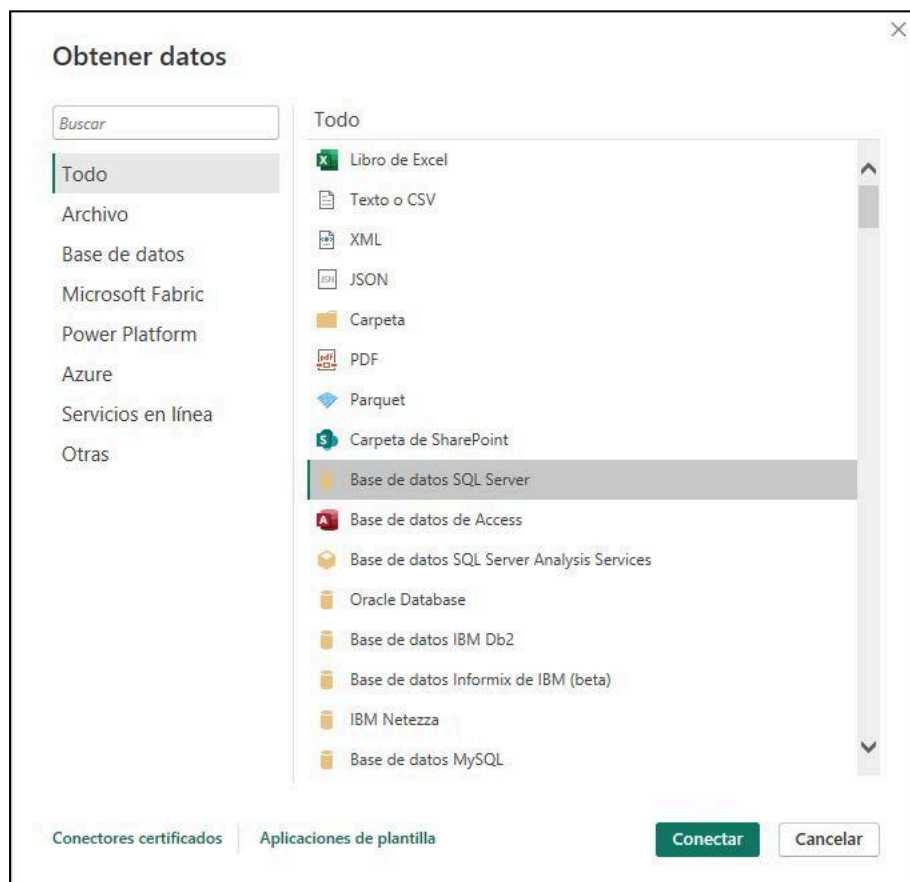 Obtener datos
Buscar
Todo
Archivo
Base de datos
Microsoft Fabric
Power Platform
Azure
Servicios en línea
Otras
Todo
Libro de Excel
Texto o CSV
XML
JSON
Carpeta
PDF
Parquet
Carpeta de SharePoint
Base de datos SQL Server
Base de datos de Access
Base de datos SQL Server Analysis Services
Oracle Database
Base de datos IBM Db2
Base de datos Informix de IBM (beta)
IBM Netezza
Base de datos MySQL
Conectores certificados
Aplicaciones de plantilla
Conectar
Cancelar